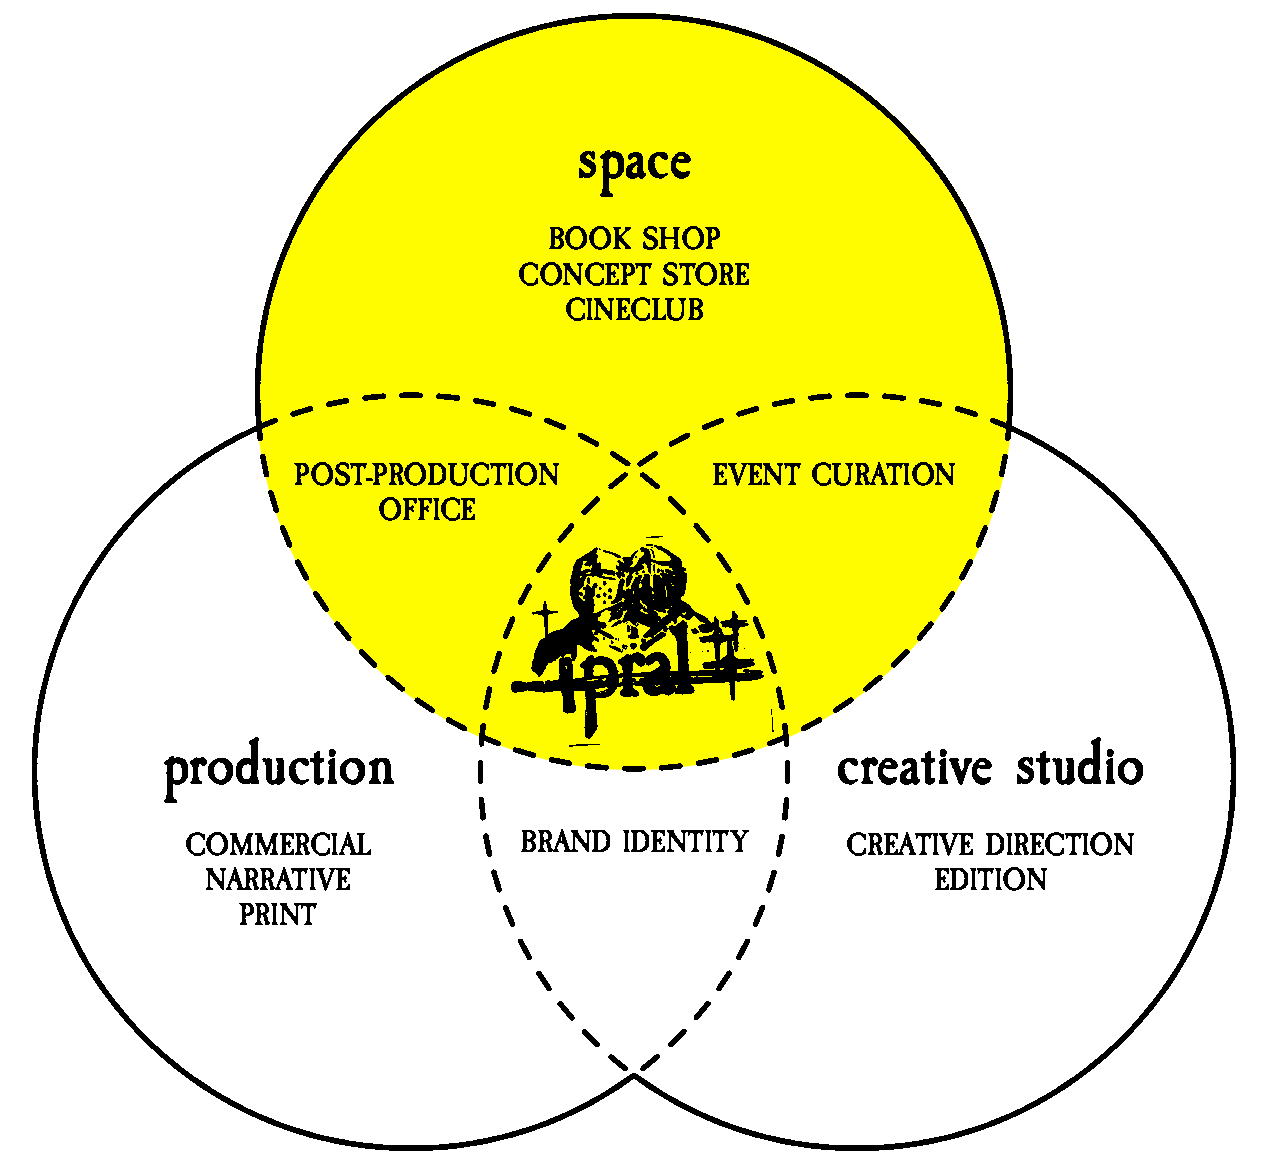 space
BOOK SHOP
CONCEPT STORE
CINECLUB
POST-PRODUCTION
OFFICE
EVENT CURATION
pral
production
COMMERCIAL
NARRATIVE
PRINT
BRAND IDENTITY
creative studio
CREATIVE DIRECTION
EDITION